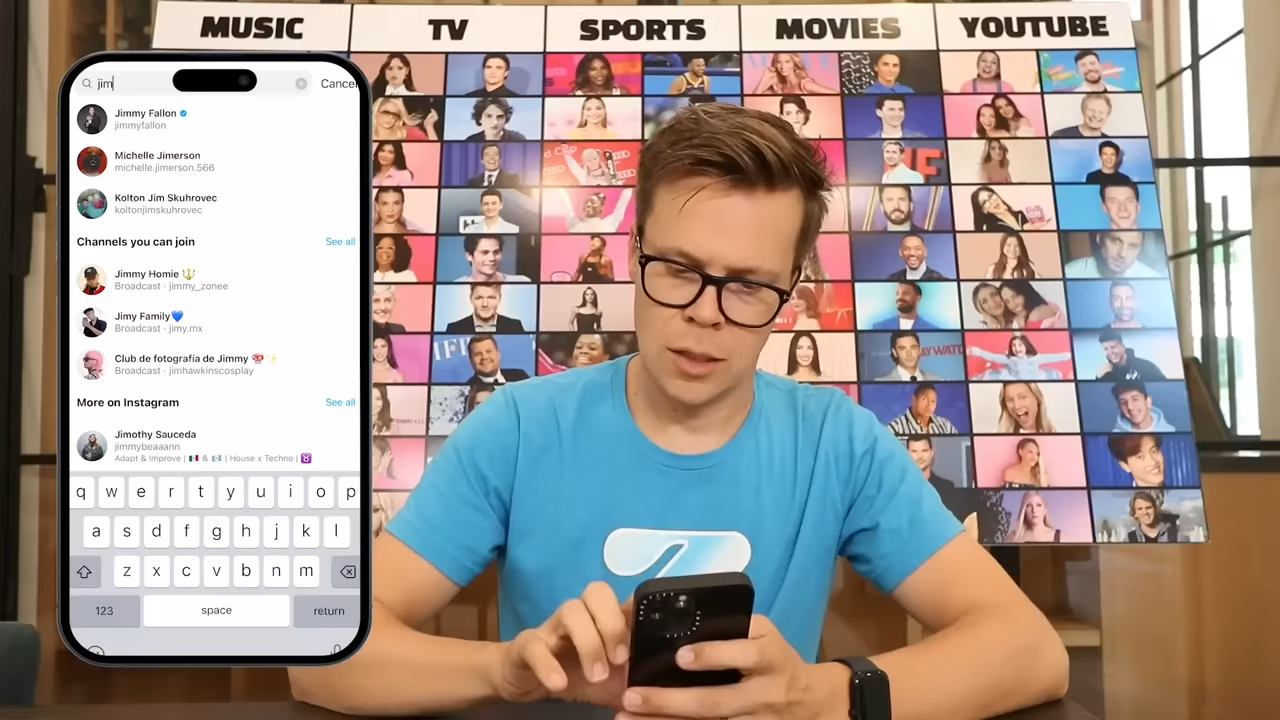 MUSIC TV SPORTS MOVIES YOUTUBE
jim
Cancel
Jimmy Fallon
jimmyfallon
Michelle Jimerson
michelle.jimerson.566
Kolton Jim Skuhrovec
koltonjimskuhrovec
Channels you can join See all
Jimmy Homie
Broadcast · jimmy_zonee
Jimy Family
Broadcast · jimy.mx
Club de fotografía de Jimmy
Broadcast · jimhawkinscosplay
More on Instagram See all
Jimothy Sauceda
jimmybeaaann
Adapt & improve | 🇲🇽 & | House x Techno | ♉
q w e r t y u i o p
a s d f g h j k l
z x c v b n m
123 space return